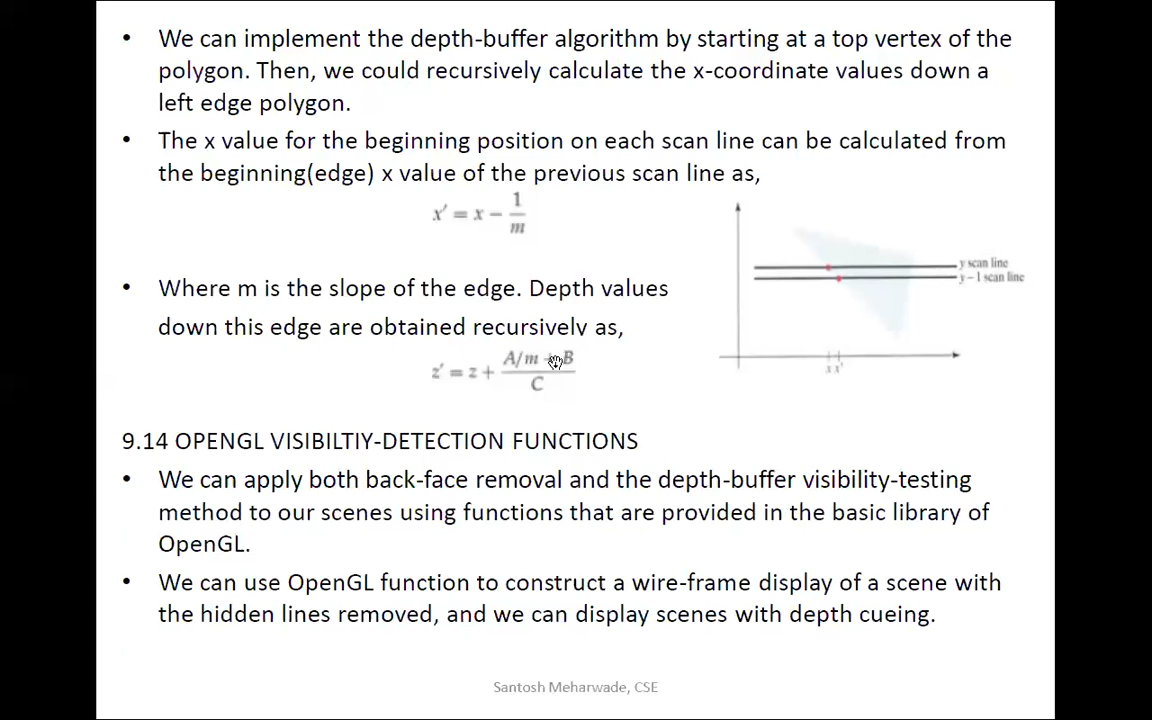 • We can implement the depth-buffer algorithm by starting at a top vertex of the
polygon. Then, we could recursively calculate the x-coordinate values down a
left edge polygon.
• The x value for the beginning position on each scan line can be calculated from
the beginning(edge) x value of the previous scan line as,
x′ = x − 1/m
y scan line
y − 1 scan line
• Where m is the slope of the edge. Depth values
down this edge are obtained recursively as,
z′ = z + (A/m + B)/C
x x′
9.14 OPENGL VISIBILTIY-DETECTION FUNCTIONS
• We can apply both back-face removal and the depth-buffer visibility-testing
method to our scenes using functions that are provided in the basic library of
OpenGL.
• We can use OpenGL function to construct a wire-frame display of a scene with
the hidden lines removed, and we can display scenes with depth cueing.
Santosh Meharwade, CSE